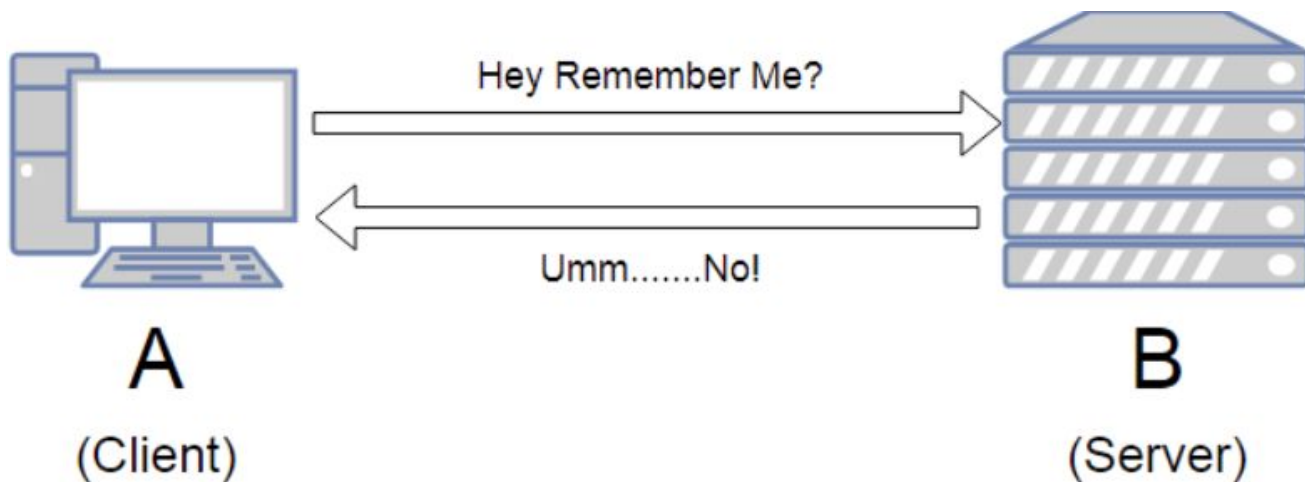 Hey Remember Me?
Umm.......No!
A
(Client)
B
(Server)